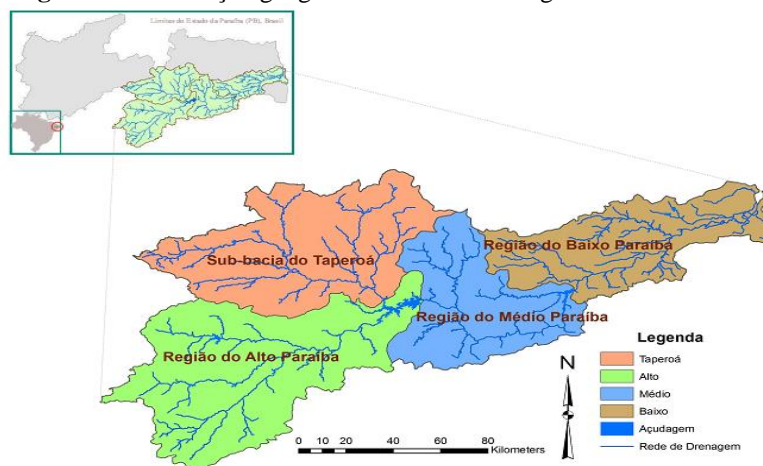 Limites do Estado da Paraíba (PB), Brasil
Sub-bacia do Taperoá
Região do Baixo Paraíba
Região do Médio Paraíba
Região do Alto Paraíba
Legenda
Taperoá
Alto
Médio
Baixo
Açudagem
Rede de Drenagem
N
0 10 20 40 60 80
Kilometers